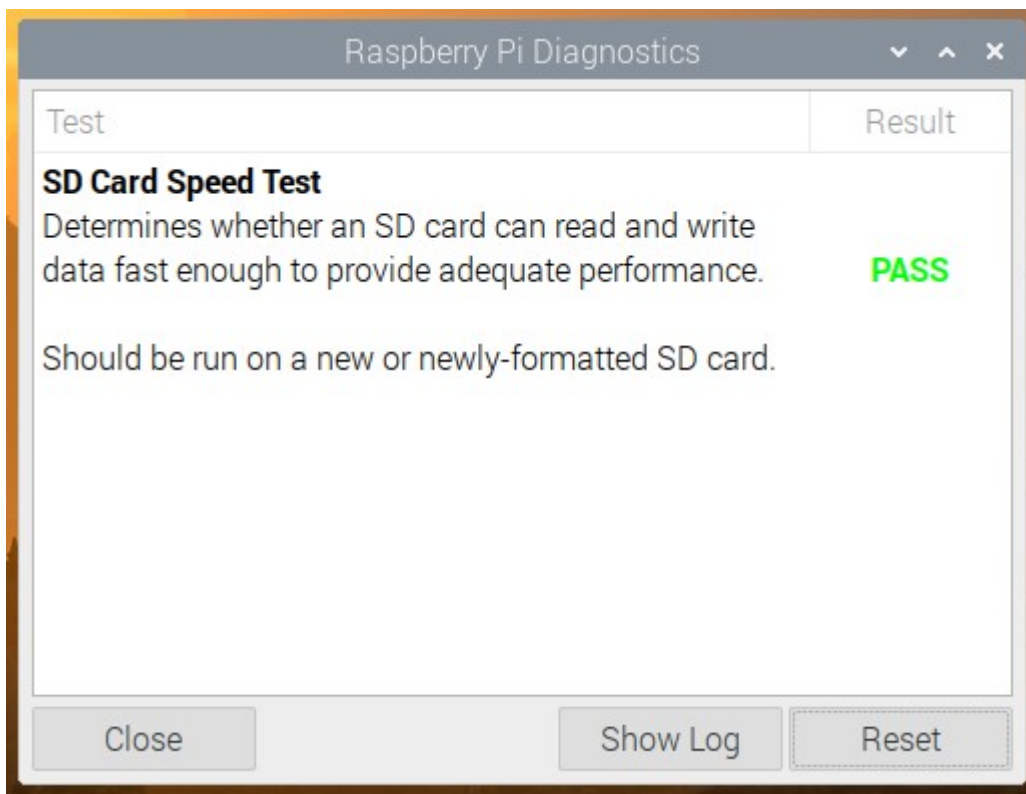 Raspberry Pi Diagnostics
Test Result
SD Card Speed Test
Determines whether an SD card can read and write
data fast enough to provide adequate performance.
PASS
Should be run on a new or newly-formatted SD card.
Close Show Log Reset